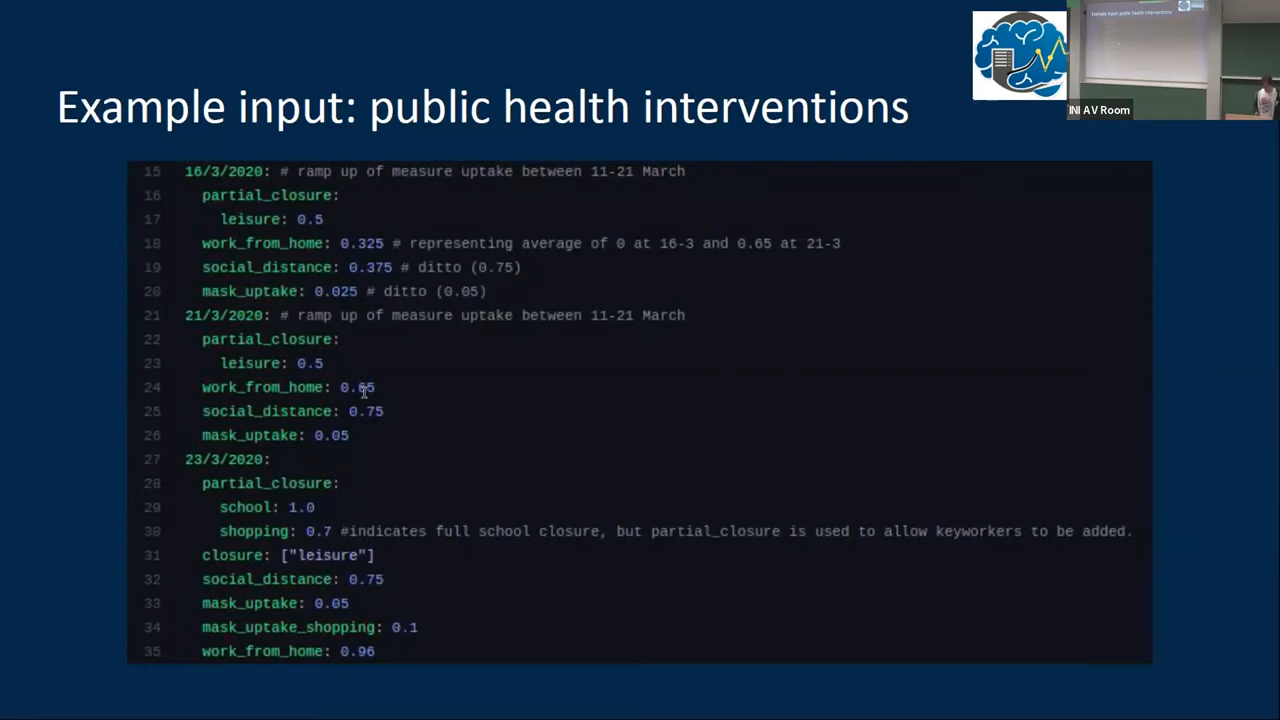 Example input: public health interventions
INI AV Room
15 16/3/2020: # ramp up of measure uptake between 11-21 March
16 partial_closure:
17 leisure: 0.5
18 work_from_home: 0.325 # representing average of 0 at 16-3 and 0.65 at 21-3
19 social_distance: 0.375 # ditto (0.75)
20 mask_uptake: 0.025 # ditto (0.05)
21 21/3/2020: # ramp up of measure uptake between 11-21 March
22 partial_closure:
23 leisure: 0.5
24 work_from_home: 0.65
25 social_distance: 0.75
26 mask_uptake: 0.05
27 23/3/2020:
28 partial_closure:
29 school: 1.0
30 shopping: 0.7 #indicates full school closure, but partial_closure is used to allow keyworkers to be added.
31 closure: ["leisure"]
32 social_distance: 0.75
33 mask_uptake: 0.05
34 mask_uptake_shopping: 0.1
35 work_from_home: 0.96